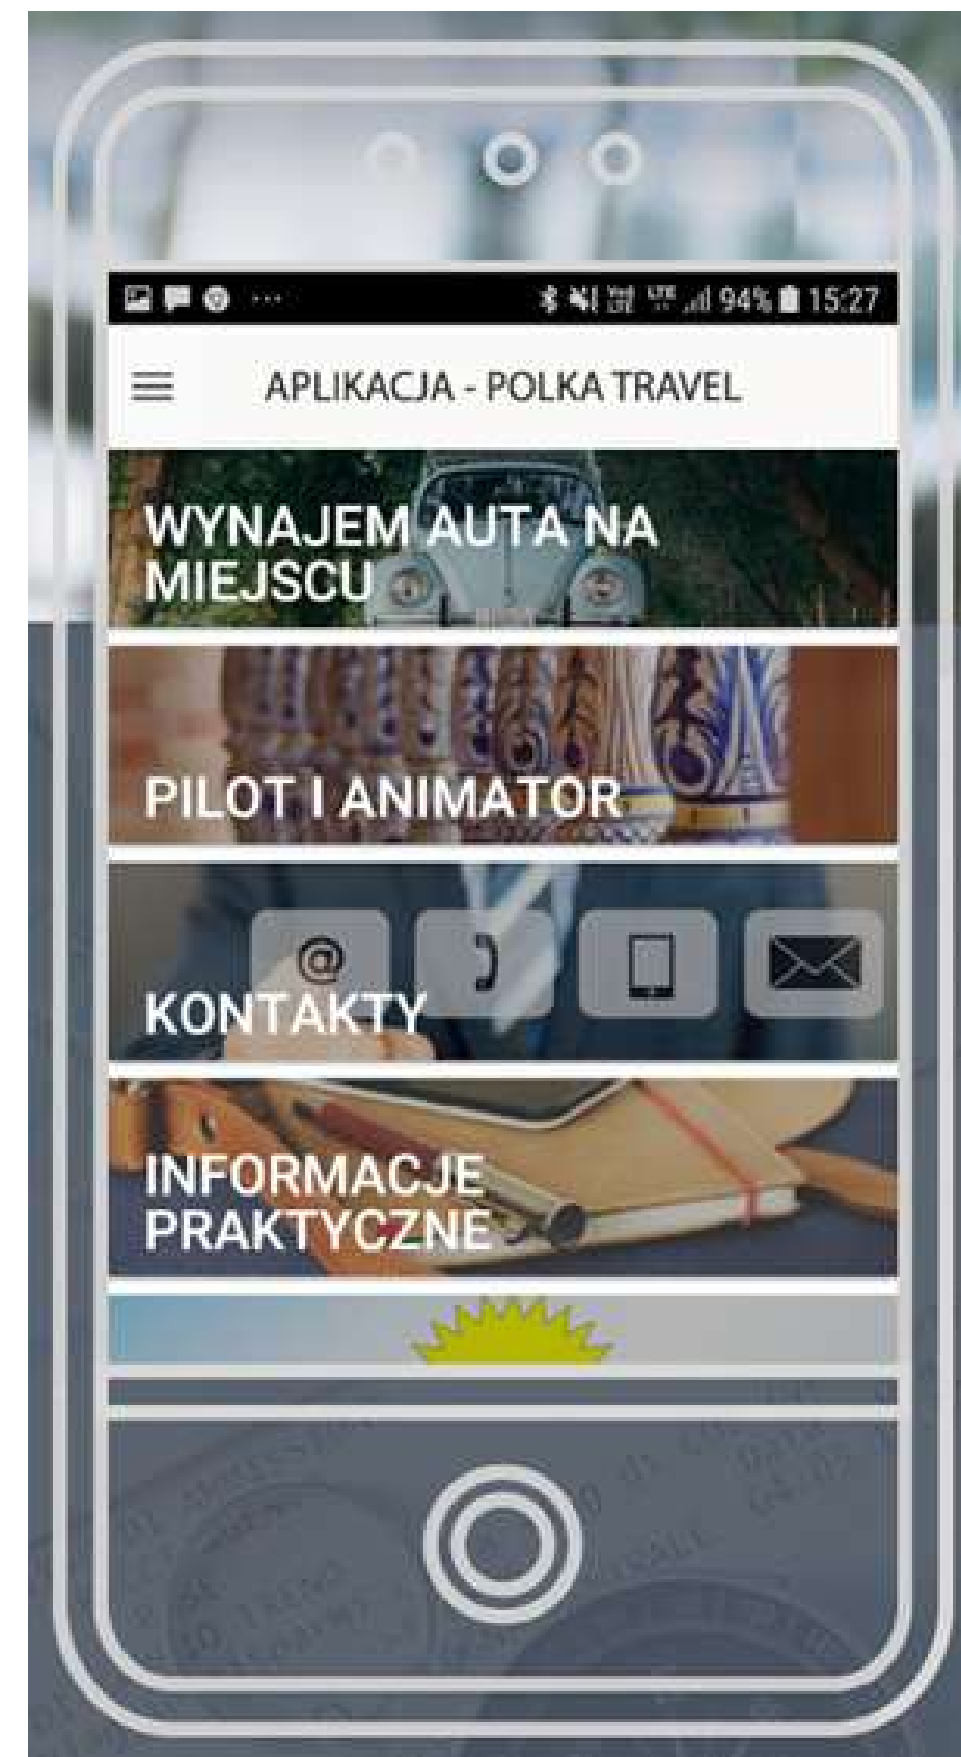 94% 15:27
APLIKACJA - POLKA TRAVEL
WYNAJEM AUTA NA
MIEJSCU
PILOT I ANIMATOR
@
KONTAKTY
INFORMACJE
PRAKTYCZNE